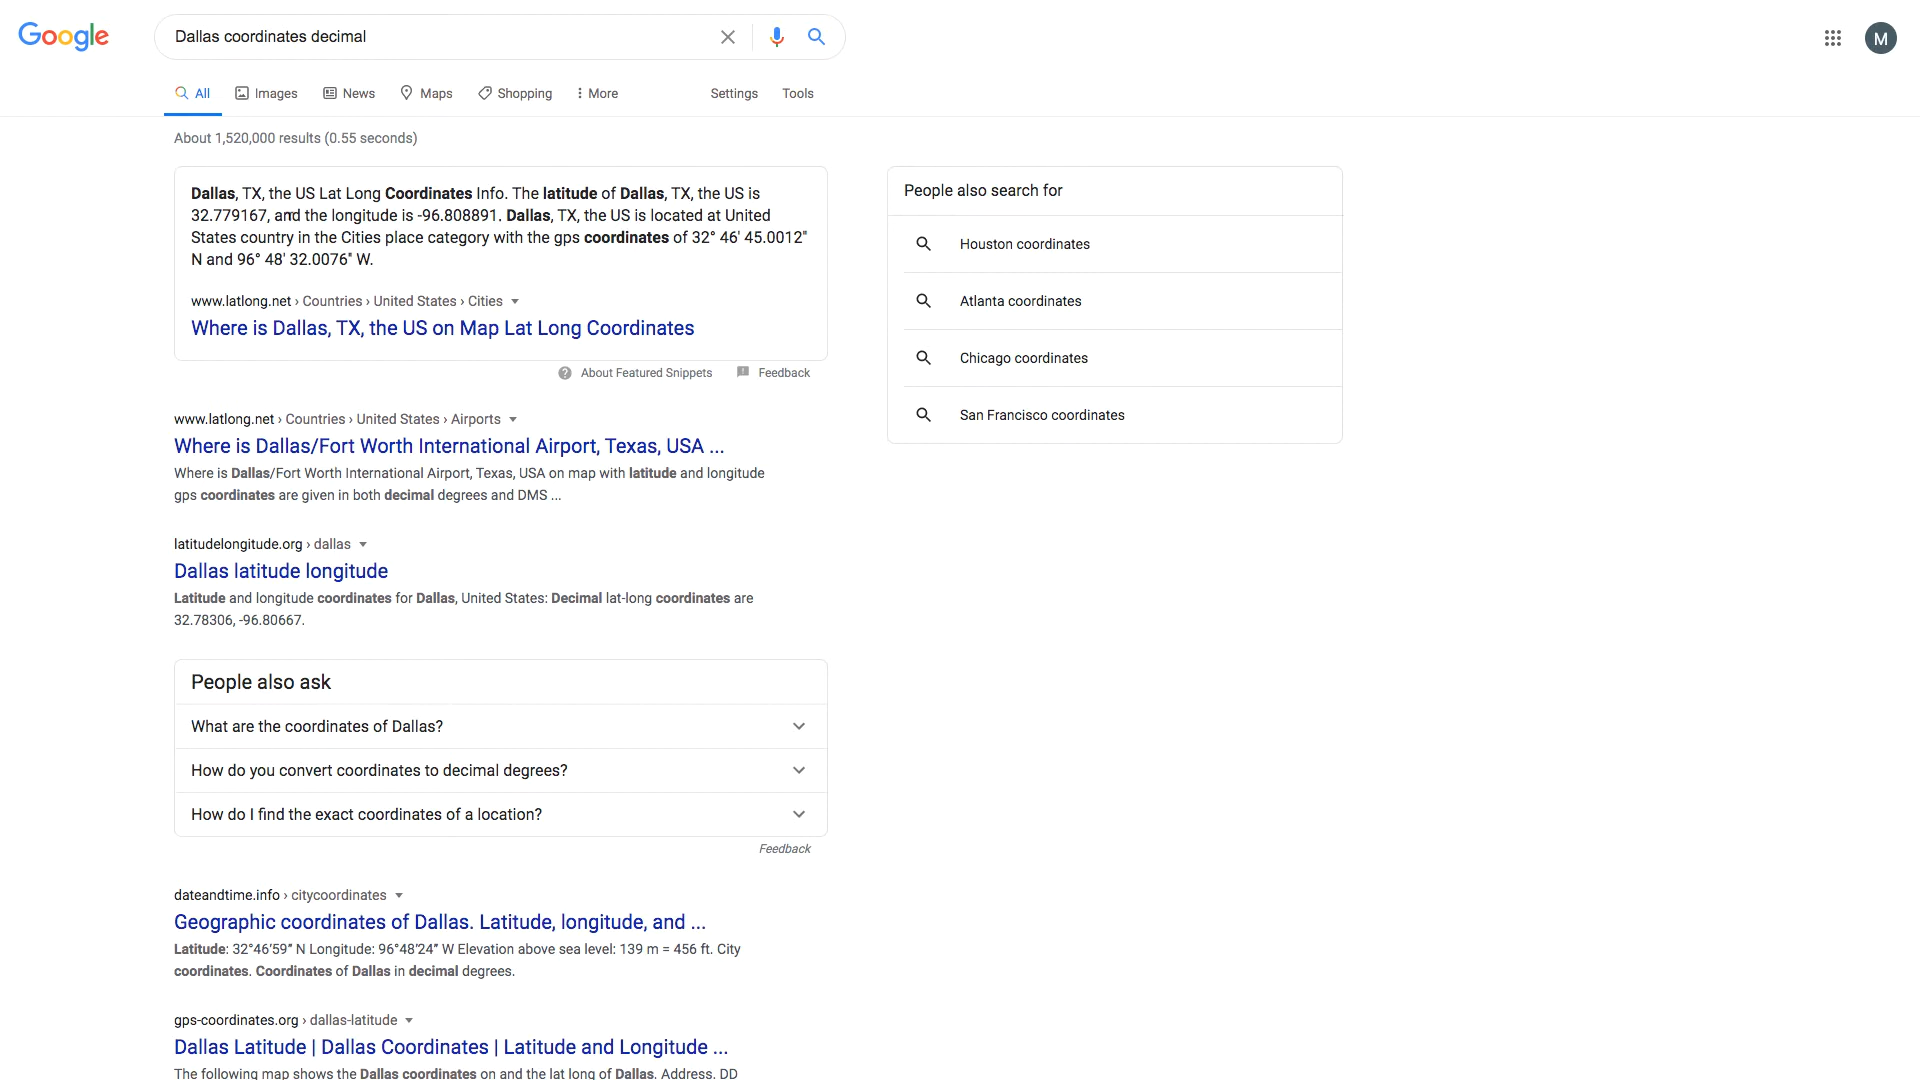 Google
Dallas coordinates decimal
M
All
Images
News
Maps
Shopping
More
Settings
Tools
About 1,520,000 results (0.55 seconds)
Dallas, TX, the US Lat Long Coordinates Info. The latitude of Dallas, TX, the US is
32.779167, and the longitude is -96.808891. Dallas, TX, the US is located at United
States country in the Cities place category with the gps coordinates of 32° 46' 45.0012"
N and 96° 48' 32.0076" W.
www.latlong.net › Countries › United States › Cities
Where is Dallas, TX, the US on Map Lat Long Coordinates
About Featured Snippets
Feedback
People also search for
Houston coordinates
Atlanta coordinates
Chicago coordinates
San Francisco coordinates
www.latlong.net › Countries › United States › Airports
Where is Dallas/Fort Worth International Airport, Texas, USA ...
Where is Dallas/Fort Worth International Airport, Texas, USA on map with latitude and longitude
gps coordinates are given in both decimal degrees and DMS ...
latitudelongitude.org › dallas
Dallas latitude longitude
Latitude and longitude coordinates for Dallas, United States: Decimal lat-long coordinates are
32.78306, -96.80667.
People also ask
What are the coordinates of Dallas?
How do you convert coordinates to decimal degrees?
How do I find the exact coordinates of a location?
Feedback
dateandtime.info › citycoordinates
Geographic coordinates of Dallas. Latitude, longitude, and ...
Latitude: 32°46′59″ N Longitude: 96°48′24″ W Elevation above sea level: 139 m = 456 ft. City
coordinates. Coordinates of Dallas in decimal degrees.
gps-coordinates.org › dallas-latitude
Dallas Latitude | Dallas Coordinates | Latitude and Longitude ...
The following map shows the Dallas coordinates on and the lat long of Dallas. Address. DD